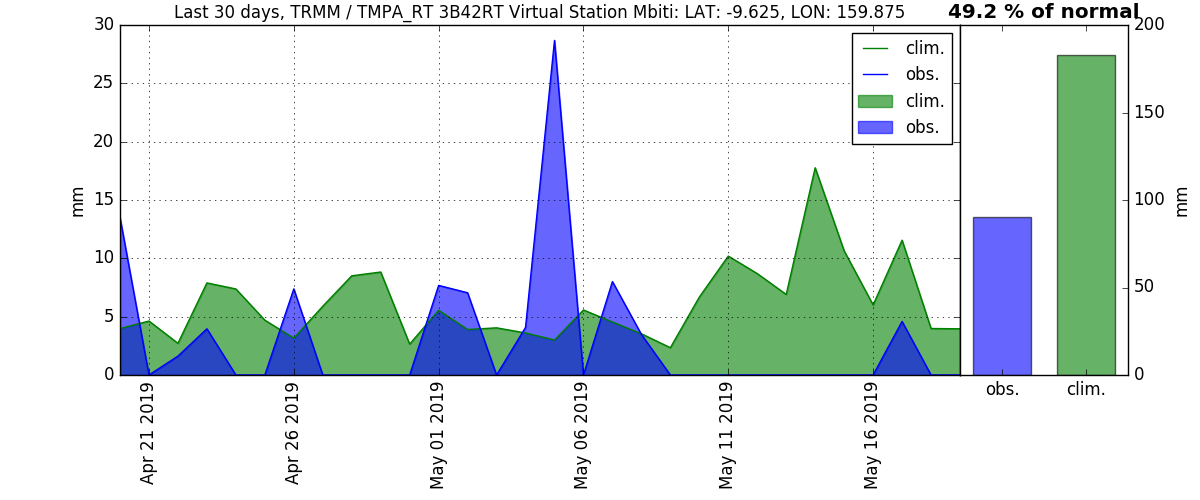 Last 30 days, TRMM / TMPA_RT 3B42RT Virtual Station Mbiti: LAT: -9.625, LON: 159.875
49.2 % of normal
30
25
20
15
10
5
0
mm
clim.
obs.
clim.
obs.
200
150
100
50
0
mm
Apr 21 2019
Apr 26 2019
May 01 2019
May 06 2019
May 11 2019
May 16 2019
obs.
clim.